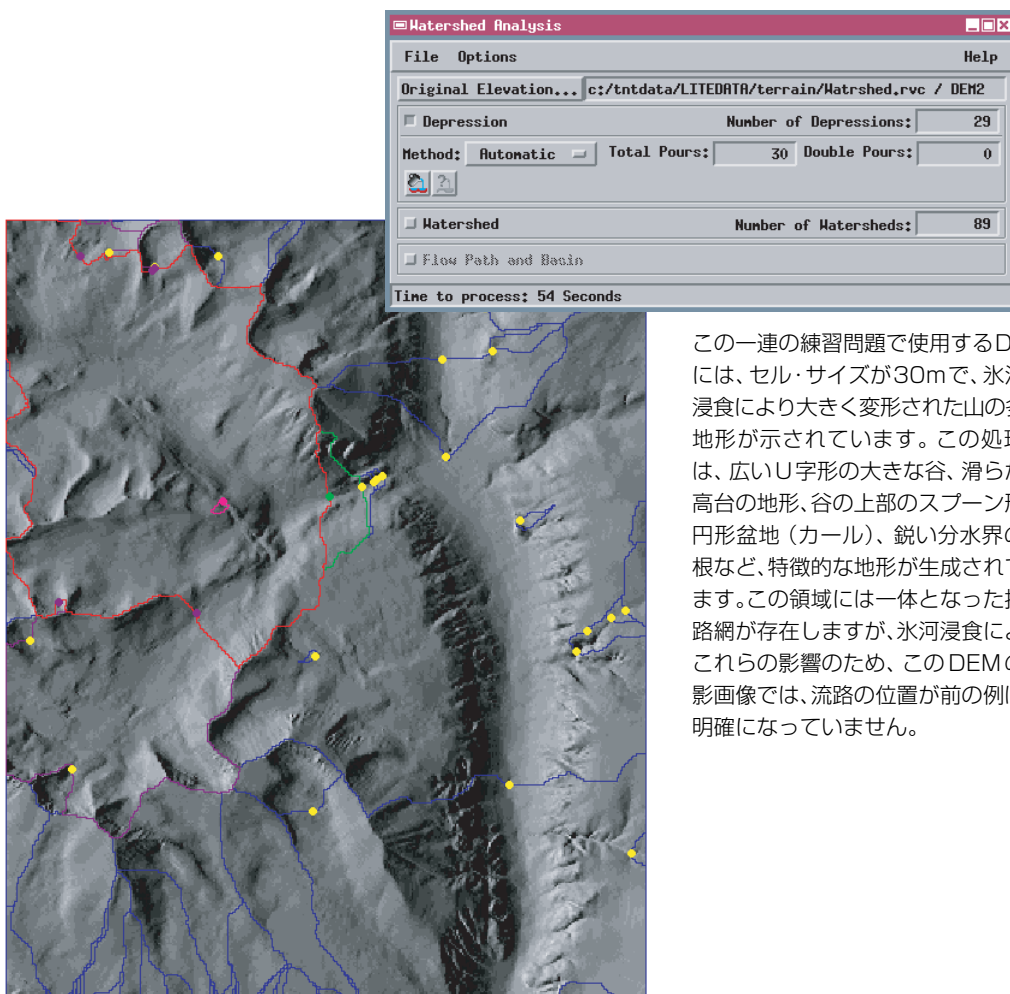 Watershed Analysis
File Options Help
Original Elevation... c:/tntdata/LITEDATA/terrain/Watrshed.rvc / DEM2
Depression Number of Depressions: 29
Method: Automatic Total Pours: 30 Double Pours: 0
Watershed Number of Watersheds: 89
Flow Path and Basin
Time to process: 54 Seconds
この一連の練習問題で使用するD
には、セル・サイズが30mで、氷
浸食により大きく変形された山の
地形が示されています。この処
は、広いU字形の大きな谷、滑ら
高台の地形、谷の上部のスプーン
円形盆地（カール）、鋭い分水界
根など、特徴的な地形が生成されて
ます。この領域には一体となった
路網が存在しますが、氷河浸食に
これらの影響のため、このDEMの
影画像では、流路の位置が前の例
明確になっていません。